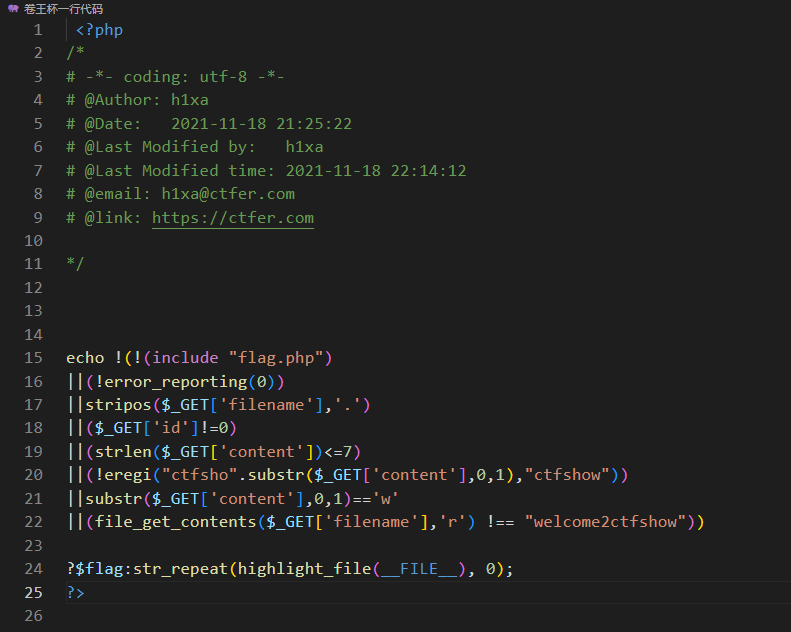 卷王杯一行代码
1 <?php
2 /*
3 # -*- coding: utf-8 -*-
4 # @Author: h1xa
5 # @Date:   2021-11-18 21:25:22
6 # @Last Modified by:   h1xa
7 # @Last Modified time: 2021-11-18 22:14:12
8 # @email: h1xa@ctfer.com
9 # @link: https://ctfer.com
10
11 */
12
13
14
15 echo !(!(include "flag.php")
16 ||(!error_reporting(0))
17 ||stripos($_GET['filename'],'.')
18 ||($_GET['id']!=0)
19 ||(strlen($_GET['content'])<=7)
20 ||(!eregi("ctfsho".substr($_GET['content'],0,1),"ctfshow"))
21 ||substr($_GET['content'],0,1)=='w'
22 ||(file_get_contents($_GET['filename'],'r') !== "welcome2ctfshow"))
23
24 ?$flag:str_repeat(highlight_file(__FILE__), 0);
25 ?>
26